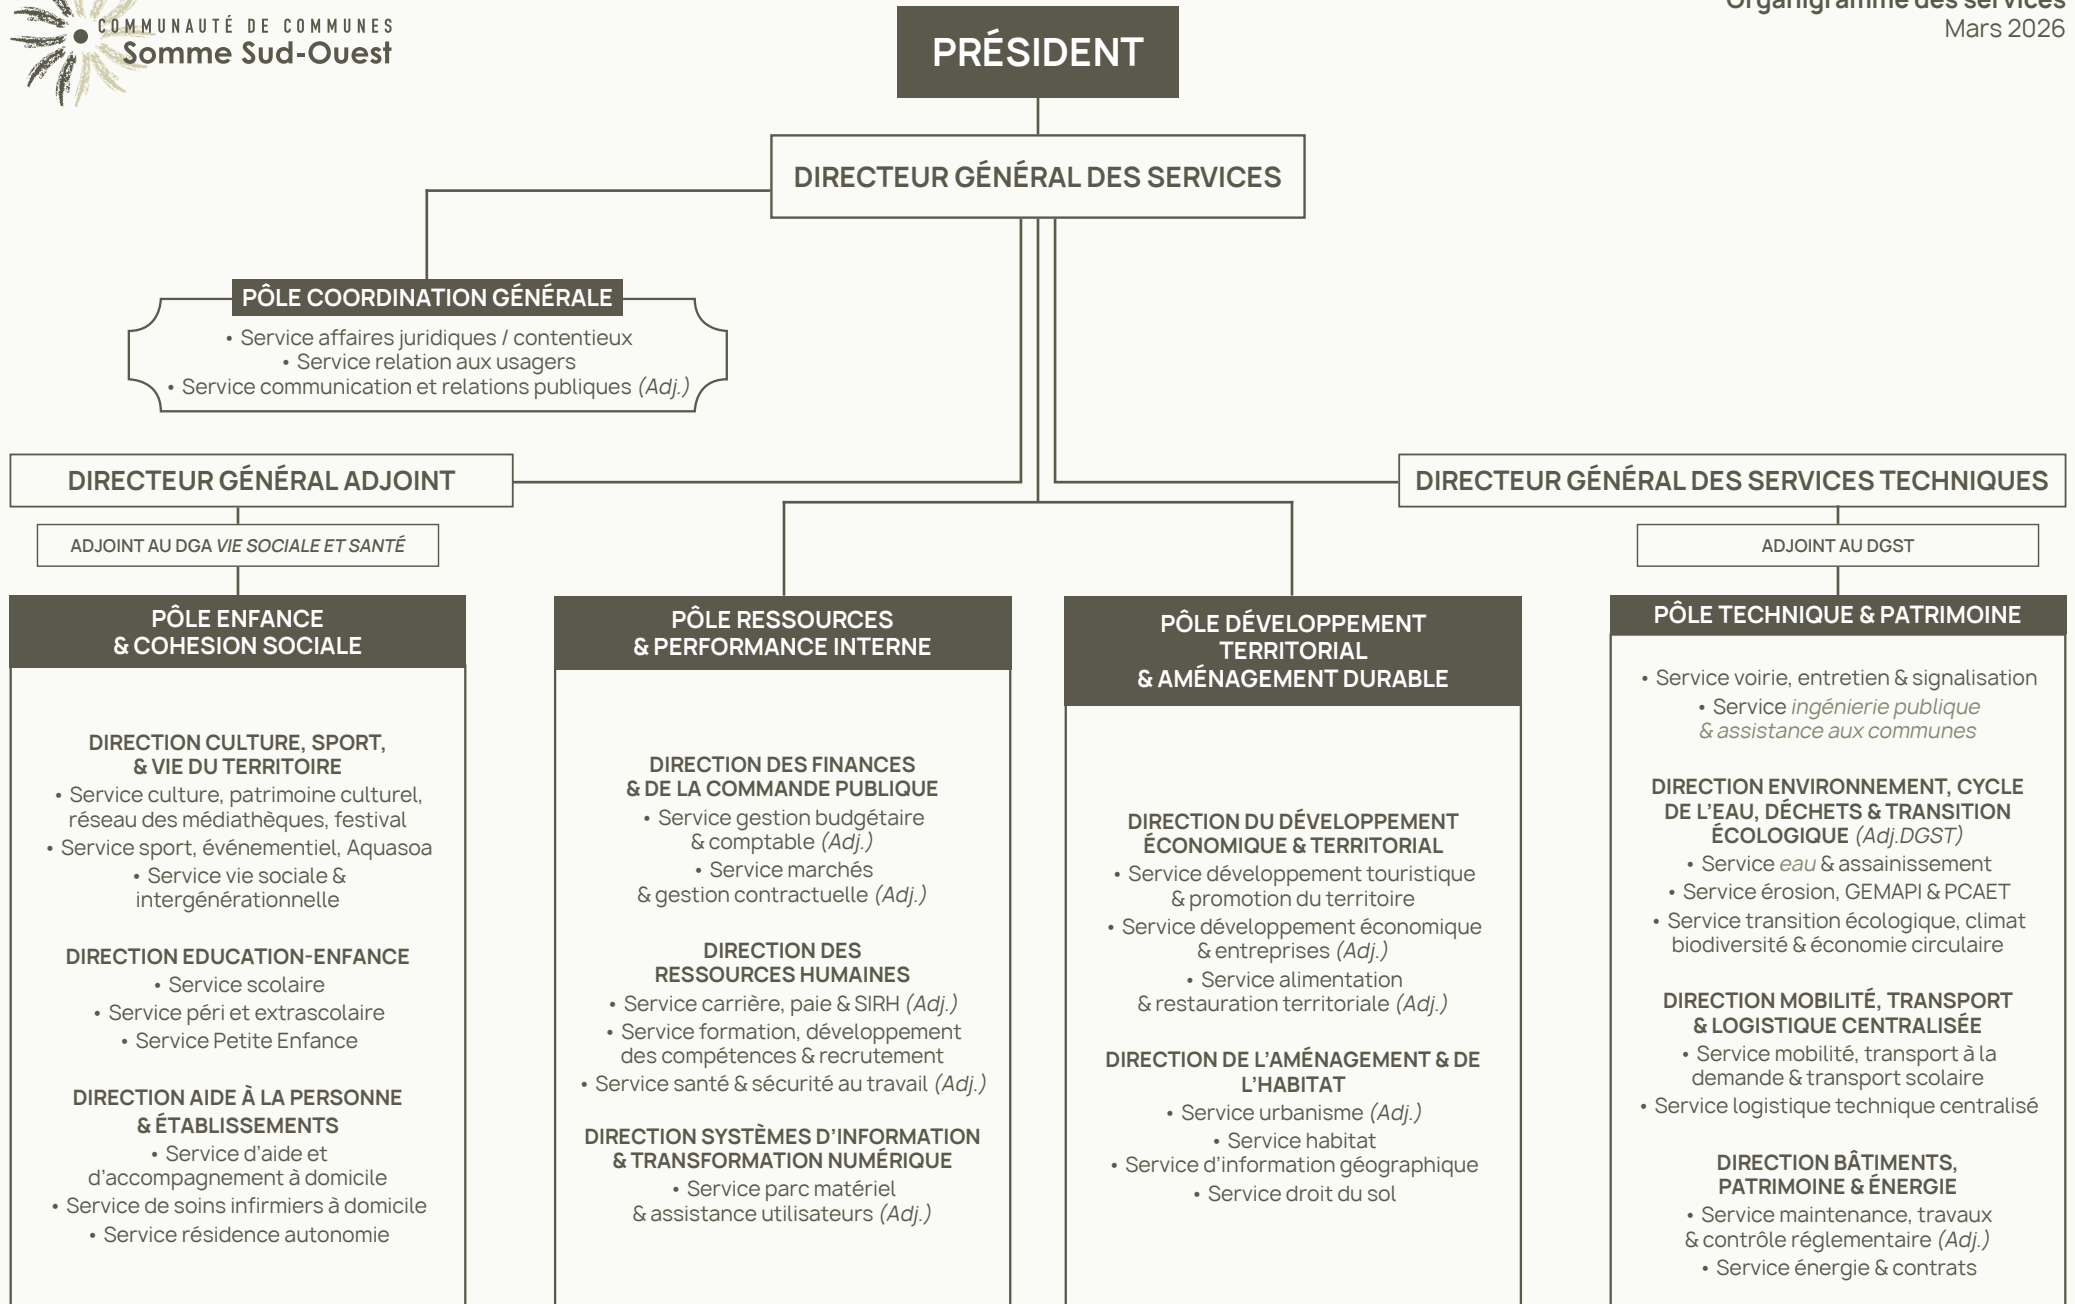 COMMUNAUTÉ DE COMMUNES
Somme Sud-Ouest
Organigramme des services
Mars 2026
PRÉSIDENT
DIRECTEUR GÉNÉRAL DES SERVICES
PÔLE COORDINATION GÉNÉRALE
• Service affaires juridiques / contentieux
• Service relation aux usagers
• Service communication et relations publiques (Adj.)
DIRECTEUR GÉNÉRAL ADJOINT
ADJOINT AU DGA VIE SOCIALE ET SANTÉ
DIRECTEUR GÉNÉRAL DES SERVICES TECHNIQUES
ADJOINT AU DGST
PÔLE ENFANCE
& COHESION SOCIALE
DIRECTION CULTURE, SPORT,
& VIE DU TERRITOIRE
• Service culture, patrimoine culturel,
réseau des médiathèques, festival
• Service sport, événementiel, Aquasoa
• Service vie sociale &
intergénérationnelle
DIRECTION EDUCATION-ENFANCE
• Service scolaire
• Service péri et extrascolaire
• Service Petite Enfance
DIRECTION AIDE À LA PERSONNE
& ÉTABLISSEMENTS
• Service d’aide et
d’accompagnement à domicile
• Service de soins infirmiers à domicile
• Service résidence autonomie
PÔLE RESSOURCES
& PERFORMANCE INTERNE
DIRECTION DES FINANCES
& DE LA COMMANDE PUBLIQUE
• Service gestion budgétaire
& comptable (Adj.)
• Service marchés
& gestion contractuelle (Adj.)
DIRECTION DES
RESSOURCES HUMAINES
• Service carrière, paie & SIRH (Adj.)
• Service formation, développement
des compétences & recrutement
• Service santé & sécurité au travail (Adj.)
DIRECTION SYSTÈMES D’INFORMATION
& TRANSFORMATION NUMÉRIQUE
• Service parc matériel
& assistance utilisateurs (Adj.)
PÔLE DÉVELOPPEMENT
TERRITORIAL
& AMÉNAGEMENT DURABLE
DIRECTION DU DÉVELOPPEMENT
ÉCONOMIQUE & TERRITORIAL
• Service développement touristique
& promotion du territoire
• Service développement économique
& entreprises (Adj.)
• Service alimentation
& restauration territoriale (Adj.)
DIRECTION DE L’AMÉNAGEMENT & DE
L’HABITAT
• Service urbanisme (Adj.)
• Service habitat
• Service d’information géographique
• Service droit du sol
PÔLE TECHNIQUE & PATRIMOINE
• Service voirie, entretien & signalisation
• Service ingénierie publique
& assistance aux communes
DIRECTION ENVIRONNEMENT, CYCLE
DE L’EAU, DÉCHETS & TRANSITION
ÉCOLOGIQUE (Adj.DGST)
• Service eau & assainissement
• Service érosion, GEMAPI & PCAET
• Service transition écologique, climat
biodiversité & économie circulaire
DIRECTION MOBILITÉ, TRANSPORT
& LOGISTIQUE CENTRALISÉE
• Service mobilité, transport à la
demande & transport scolaire
• Service logistique technique centralisé
DIRECTION BÂTIMENTS,
PATRIMOINE & ÉNERGIE
• Service maintenance, travaux
& contrôle réglementaire (Adj.)
• Service énergie & contrats